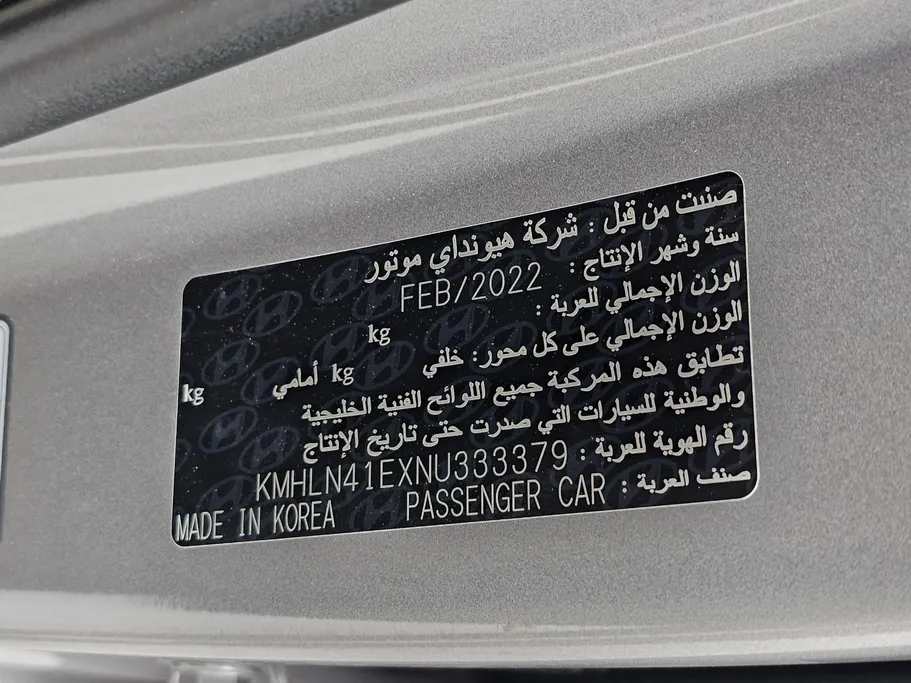 صنعت من قبل : شركة هيونداي موتور
سنة وشهر الإنتاج : FEB/2022
الوزن الإجمالي للعربة : kg
الوزن الإجمالي على كل محور: خلفي kg أمامي kg
تطابق هذه المركبة جميع اللوائح الفنية الخليجية
والوطنية للسيارات التي صدرت حتى تاريخ الإنتاج
رقم الهوية للعربة : KMHLN41EXNU333379
صنف العربة : PASSENGER CAR
MADE IN KOREA